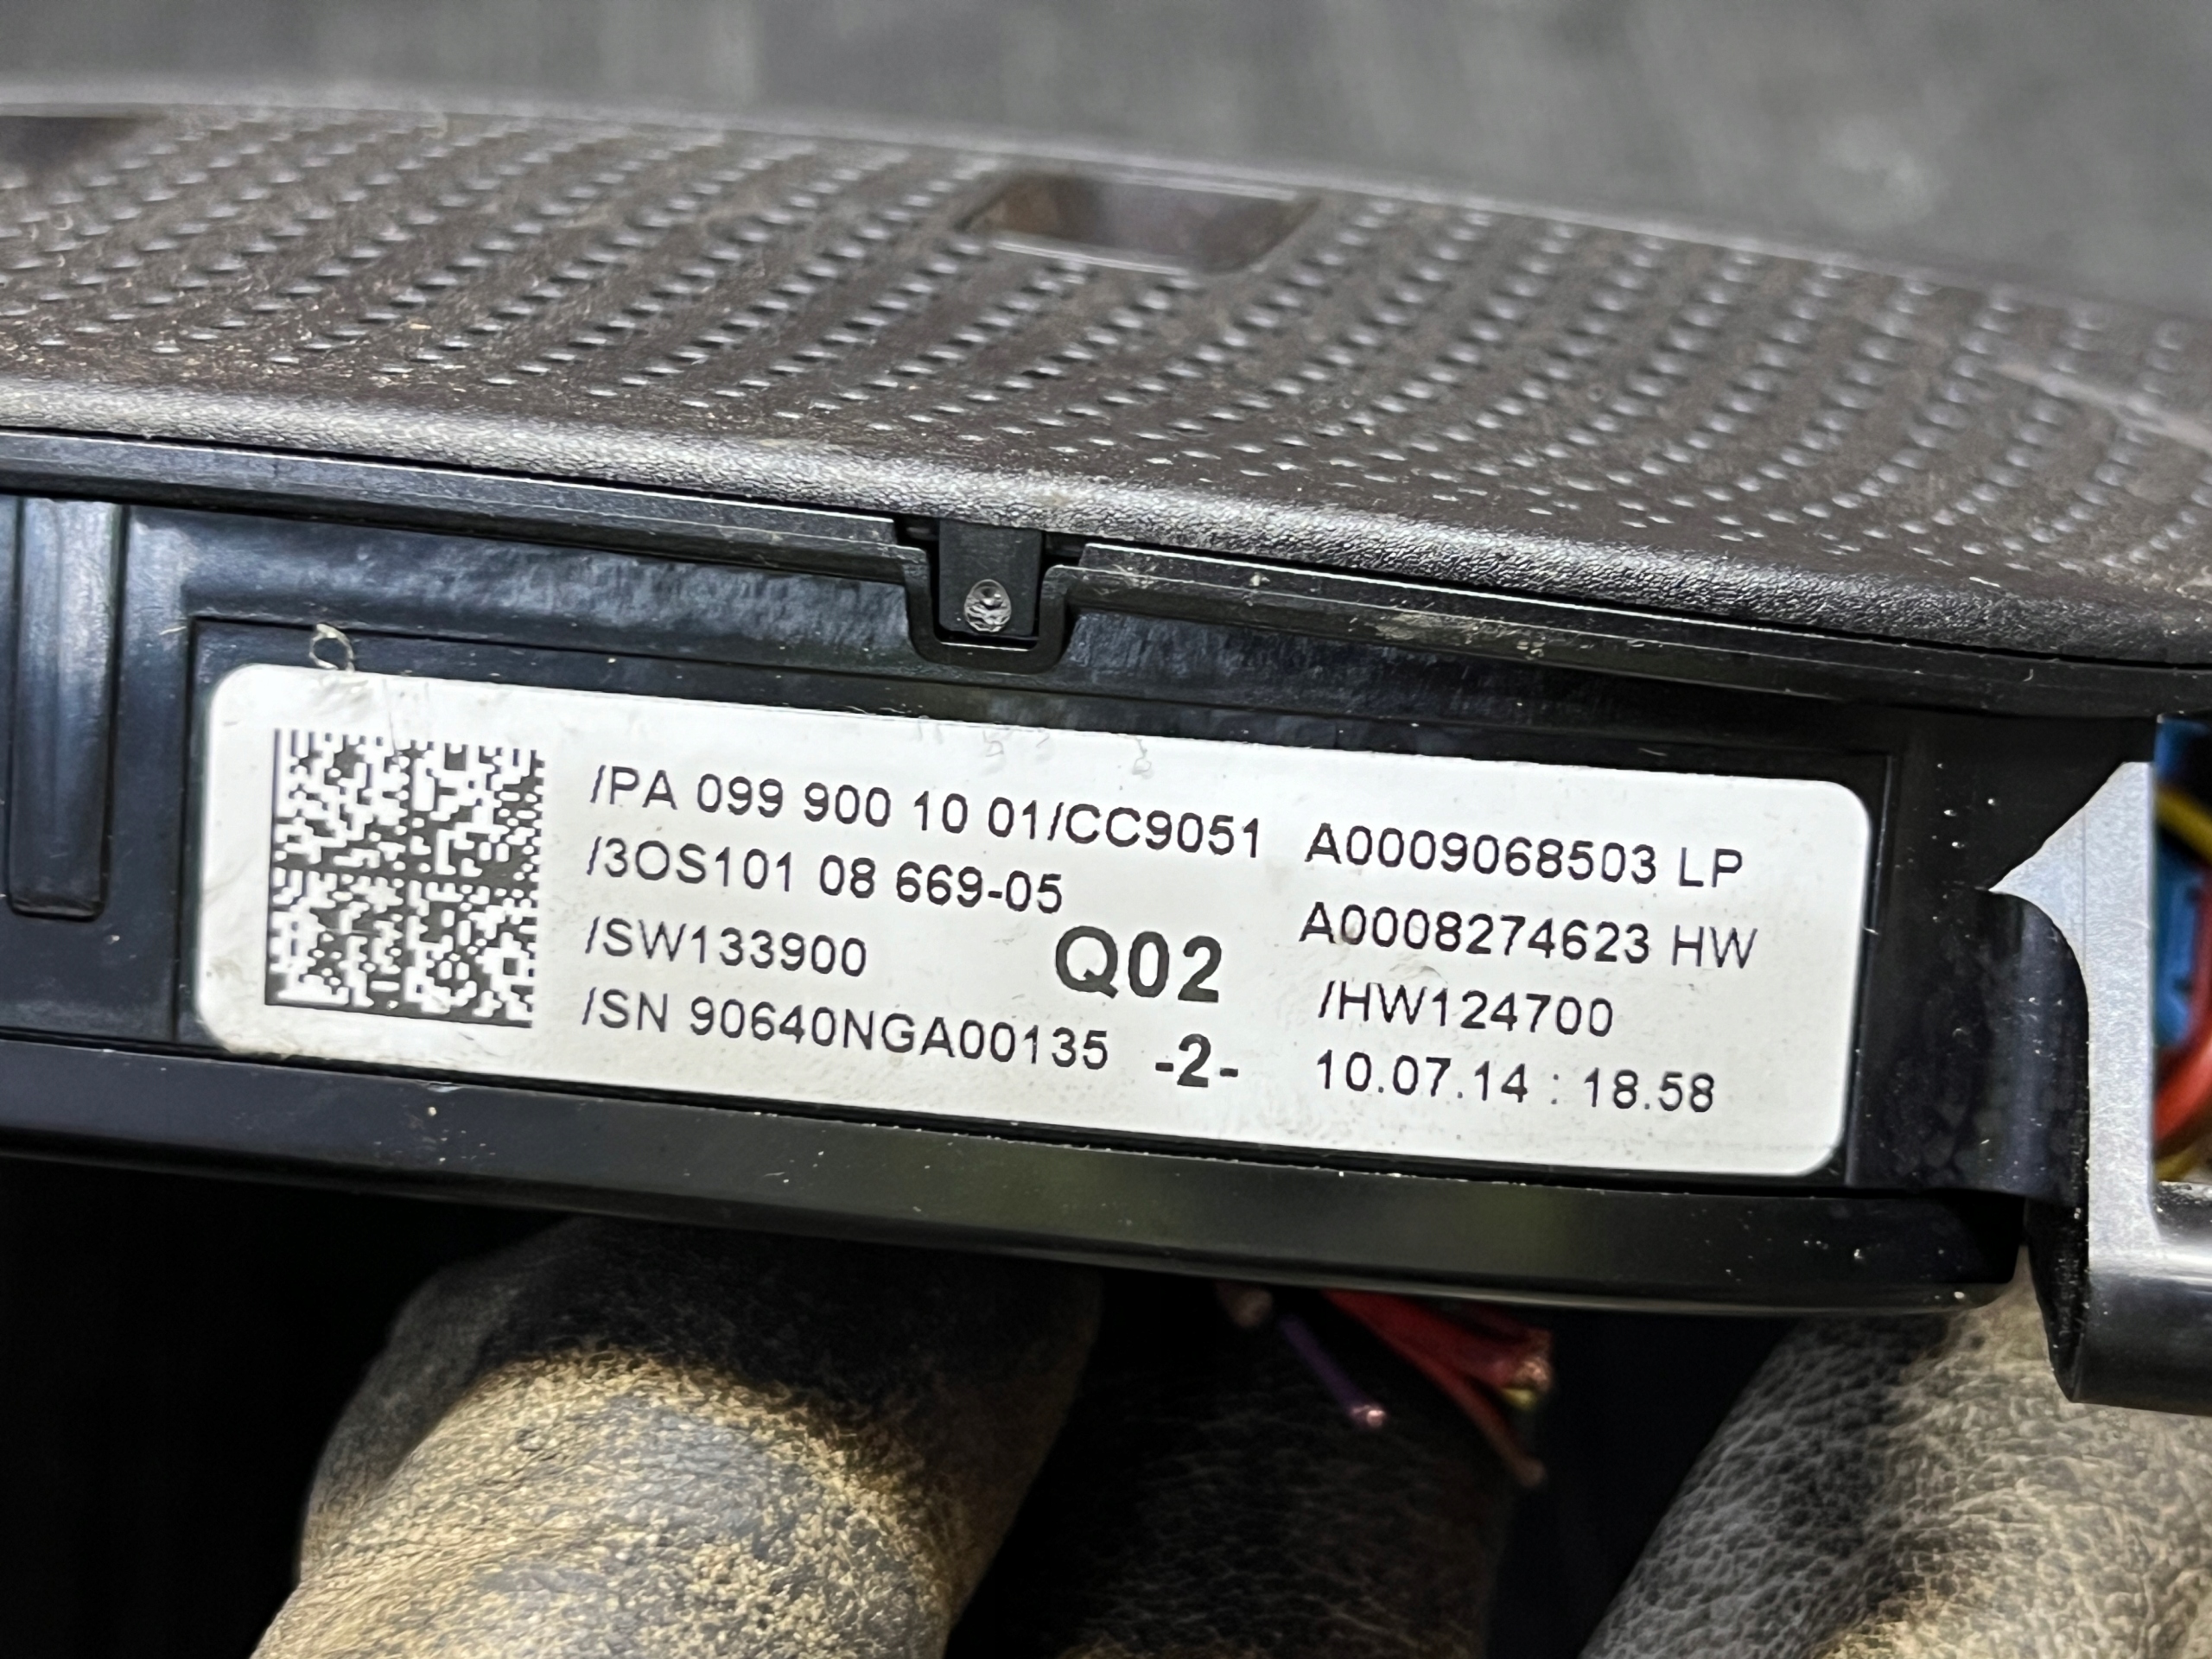 /PA 099 900 10 01/CC9051 A0009068503 LP
/3OS101 08 669-05 A0008274623 HW
/SW133900 Q02 /HW124700
/SN 90640NGA00135 -2- 10.07.14 : 18.58